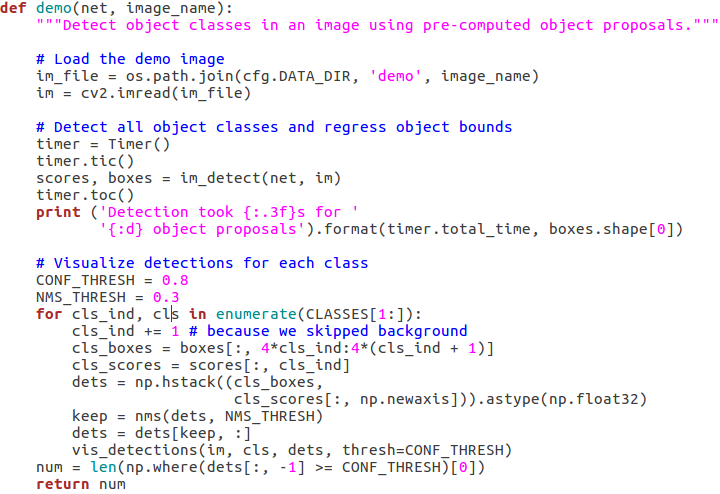 def demo(net, image_name):
    """Detect object classes in an image using pre-computed object proposals."""

    # Load the demo image
    im_file = os.path.join(cfg.DATA_DIR, 'demo', image_name)
    im = cv2.imread(im_file)

    # Detect all object classes and regress object bounds
    timer = Timer()
    timer.tic()
    scores, boxes = im_detect(net, im)
    timer.toc()
    print ('Detection took {:.3f}s for '
           '{:d} object proposals').format(timer.total_time, boxes.shape[0])

    # Visualize detections for each class
    CONF_THRESH = 0.8
    NMS_THRESH = 0.3
    for cls_ind, cls in enumerate(CLASSES[1:]):
        cls_ind += 1 # because we skipped background
        cls_boxes = boxes[:, 4*cls_ind:4*(cls_ind + 1)]
        cls_scores = scores[:, cls_ind]
        dets = np.hstack((cls_boxes,
                          cls_scores[:, np.newaxis])).astype(np.float32)
        keep = nms(dets, NMS_THRESH)
        dets = dets[keep, :]
        vis_detections(im, cls, dets, thresh=CONF_THRESH)
    num = len(np.where(dets[:, -1] >= CONF_THRESH)[0])
    return num